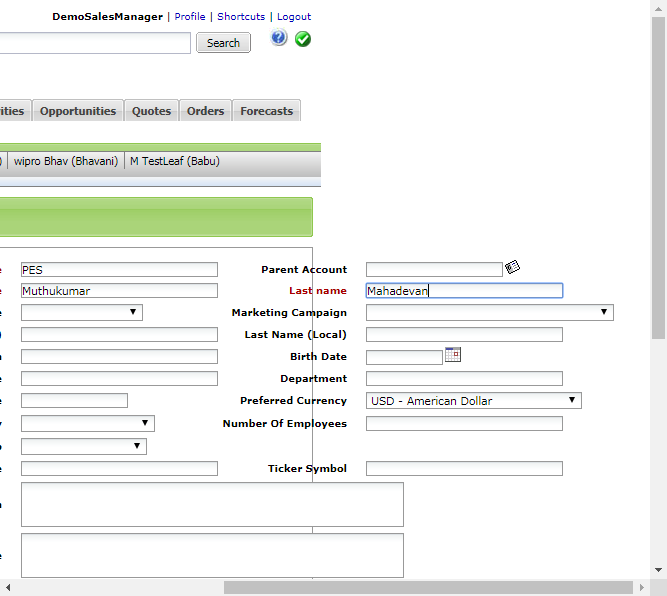 DemoSalesManager | Profile | Shortcuts | Logout
Search
ities Opportunities Quotes Orders Forecasts
) wipro Bhav (Bhavani) M TestLeaf (Babu)
e PES Parent Account
e Muthukumar Last name Mahadevan
e Marketing Campaign
) Last Name (Local)
n Birth Date
e Department
e Preferred Currency USD - American Dollar
y Number Of Employees
e Ticker Symbol
n
e